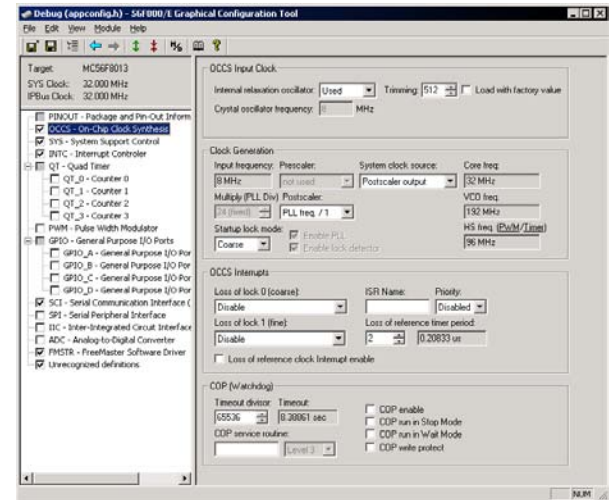 Debug (appconfig.h) - 56F800/E Graphical Configuration Tool
File Edit View Module Help
Target: MC56F8013
SYS Clock: 32.000 MHz
IPBus Clock: 32.000 MHz
PINOUT - Package and Pin-Out Inform
OCCS - On-Chip Clock Synthesis
SYS - System Support Control
INTC - Interrupt Controler
QT - Quad Timer
QT_0 - Counter 0
QT_1 - Counter 1
QT_2 - Counter 2
QT_3 - Counter 3
PWM - Pulse Width Modulator
GPIO - General Purpose I/O Ports
GPIO_A - General Purpose I/O Por
GPIO_B - General Purpose I/O Por
GPIO_C - General Purpose I/O Por
GPIO_D - General Purpose I/O Por
SCI - Serial Communication Interface (
SPI - Serial Peripheral Interface
IIC - Inter-Integrated Circuit Interface
ADC - Analog-to-Digital Converter
FMSTR - FreeMaster Software Driver
Unrecognized definitions
OCCS Input Clock
Internal relaxation oscillator: Used Trimming: 512 Load with factory value
Crystal oscillator frequency: 8 MHz
Clock Generation
Input frequency: Prescaler: System clock source: Core freq
8 MHz not used Postscaler output 32 MHz
Multiply (PLL Div) Postscaler: VCO freq
24 (fixed) PLL freq. / 1 192 MHz
Startup lock mode: Enable PLL HS freq (PWM/Timer)
Coarse Enable lock detector 96 MHz
OCCS Interrupts
Loss of lock 0 (coarse): ISR Name: Priority:
Disable Disabled
Loss of lock 1 (fine): Loss of reference timer period:
Disable 2 0.20833 us
Loss of reference clock Interrupt enable
COP (Watchdog)
Timeout divisor: Timeout:
65536 8.38861 sec COP enable
COP run in Stop Mode
COP service routine: COP run in Wait Mode
Level 3 COP write protect
NUM